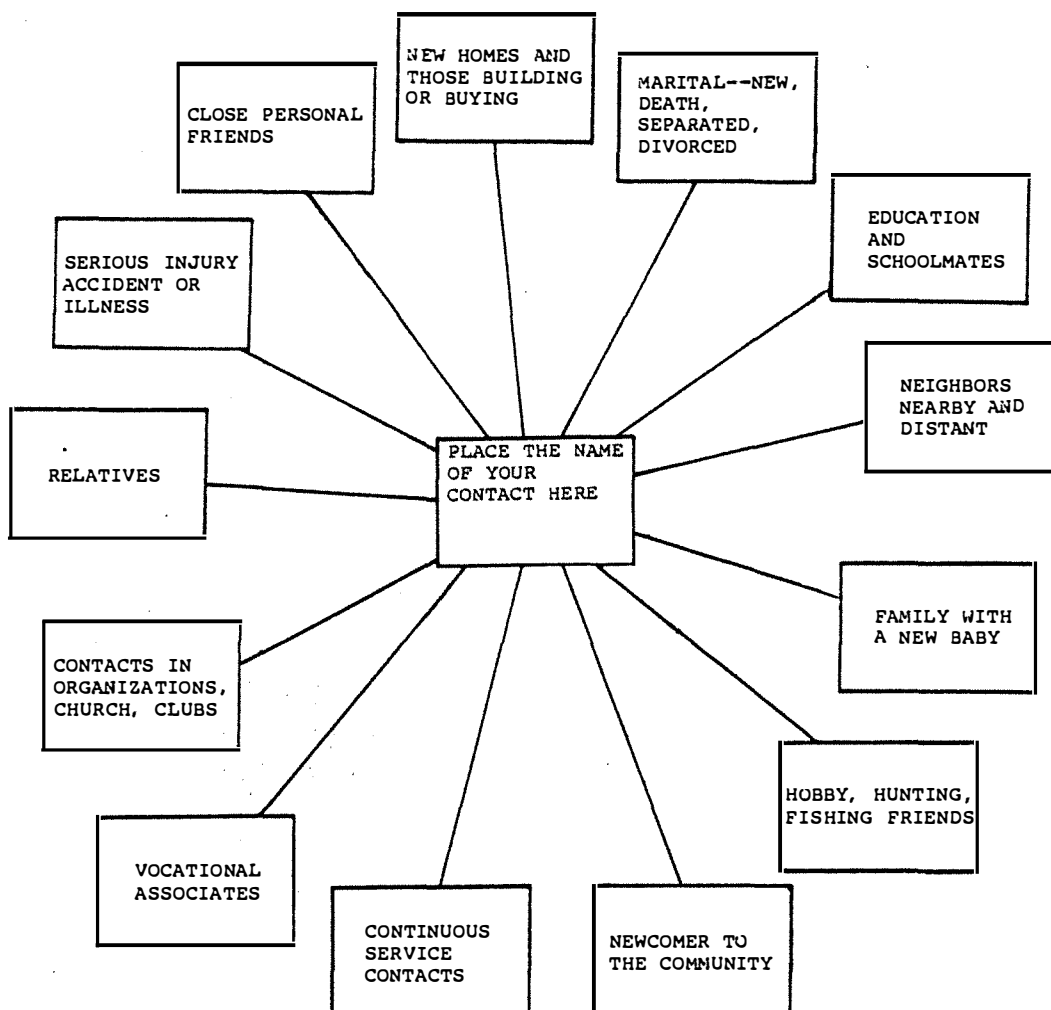 NEW HOMES AND
THOSE BUILDING
OR BUYING
MARITAL--NEW,
DEATH,
SEPARATED,
DIVORCED
CLOSE PERSONAL
FRIENDS
EDUCATION
AND
SCHOOLMATES
SERIOUS INJURY
ACCIDENT OR
ILLNESS
NEIGHBORS
NEARBY AND
DISTANT
PLACE THE NAME
OF YOUR
CONTACT HERE
RELATIVES
FAMILY WITH
A NEW BABY
CONTACTS IN
ORGANIZATIONS,
CHURCH, CLUBS
HOBBY, HUNTING,
FISHING FRIENDS
VOCATIONAL
ASSOCIATES
CONTINUOUS
SERVICE
CONTACTS
NEWCOMER TO
THE COMMUNITY